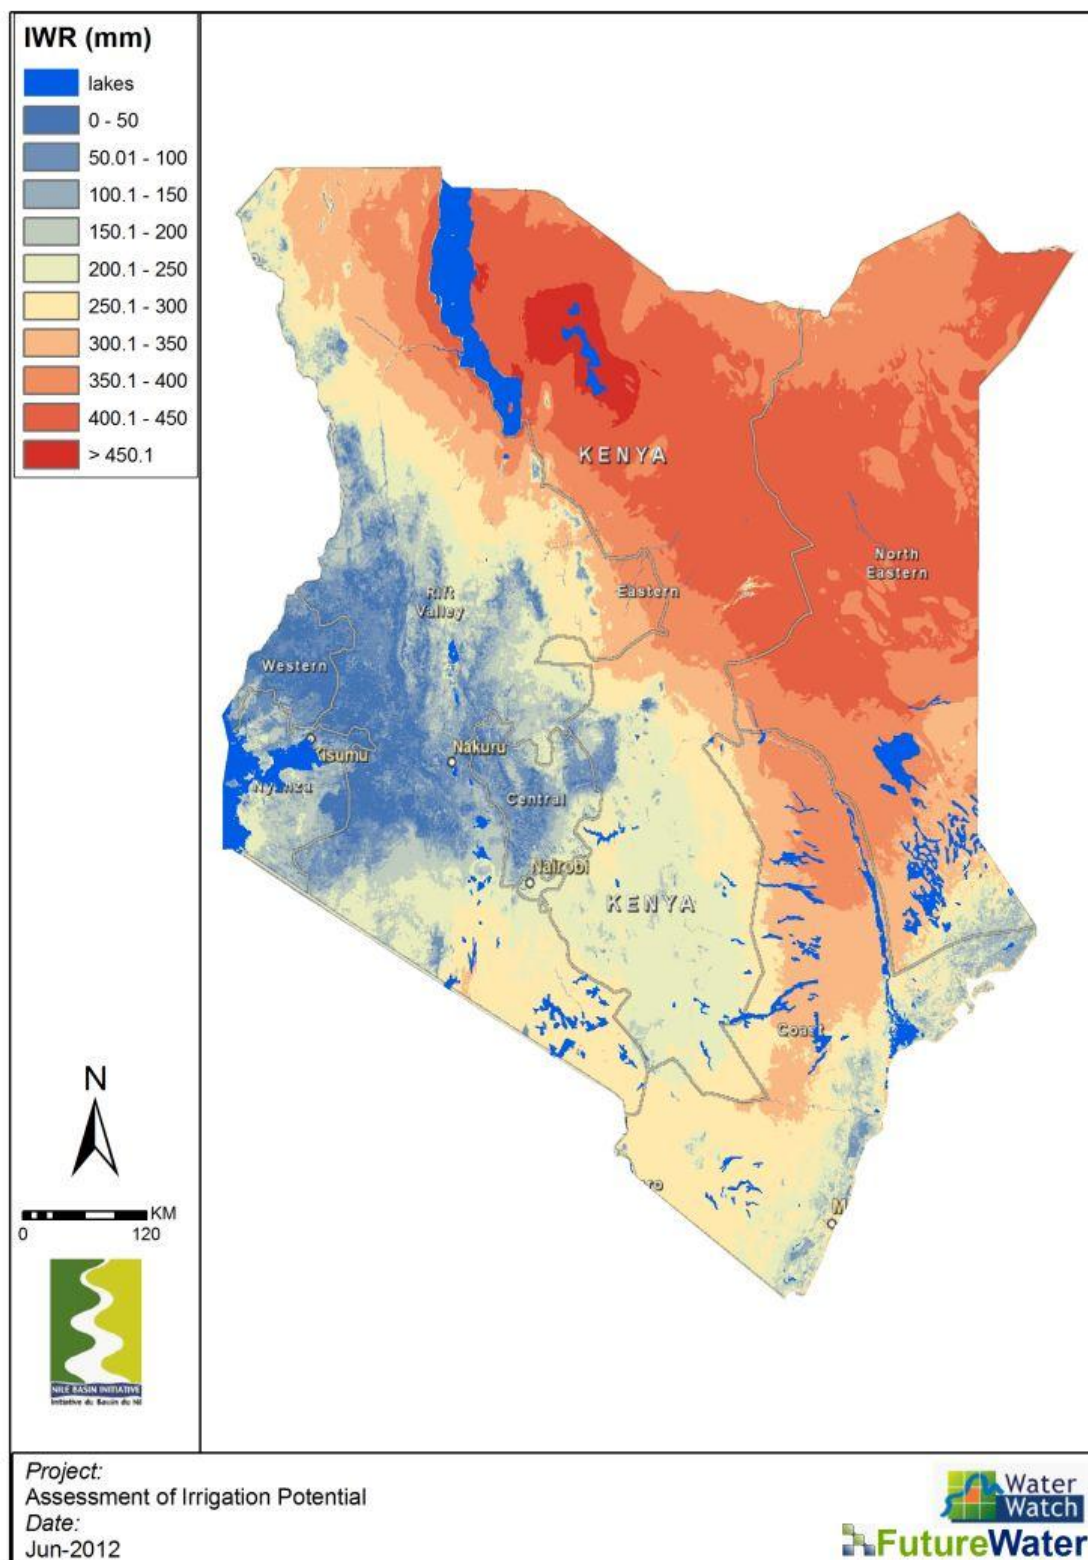 IWR (mm)
lakes
0 - 50
50.01 - 100
100.1 - 150
150.1 - 200
200.1 - 250
250.1 - 300
300.1 - 350
350.1 - 400
400.1 - 450
> 450.1
KENYA
North
Eastern
Eastern
Rift
Valley
Western
Kisumu
Nakuru
Nyanza
Central
Nairobi
KENYA
Coast
ro
M
N
KM
0 120
NILE BASIN INITIATIVE
Initiative du Bassin du Nil
Project:
Assessment of Irrigation Potential
Date:
Jun-2012
Water
Watch
FutureWater